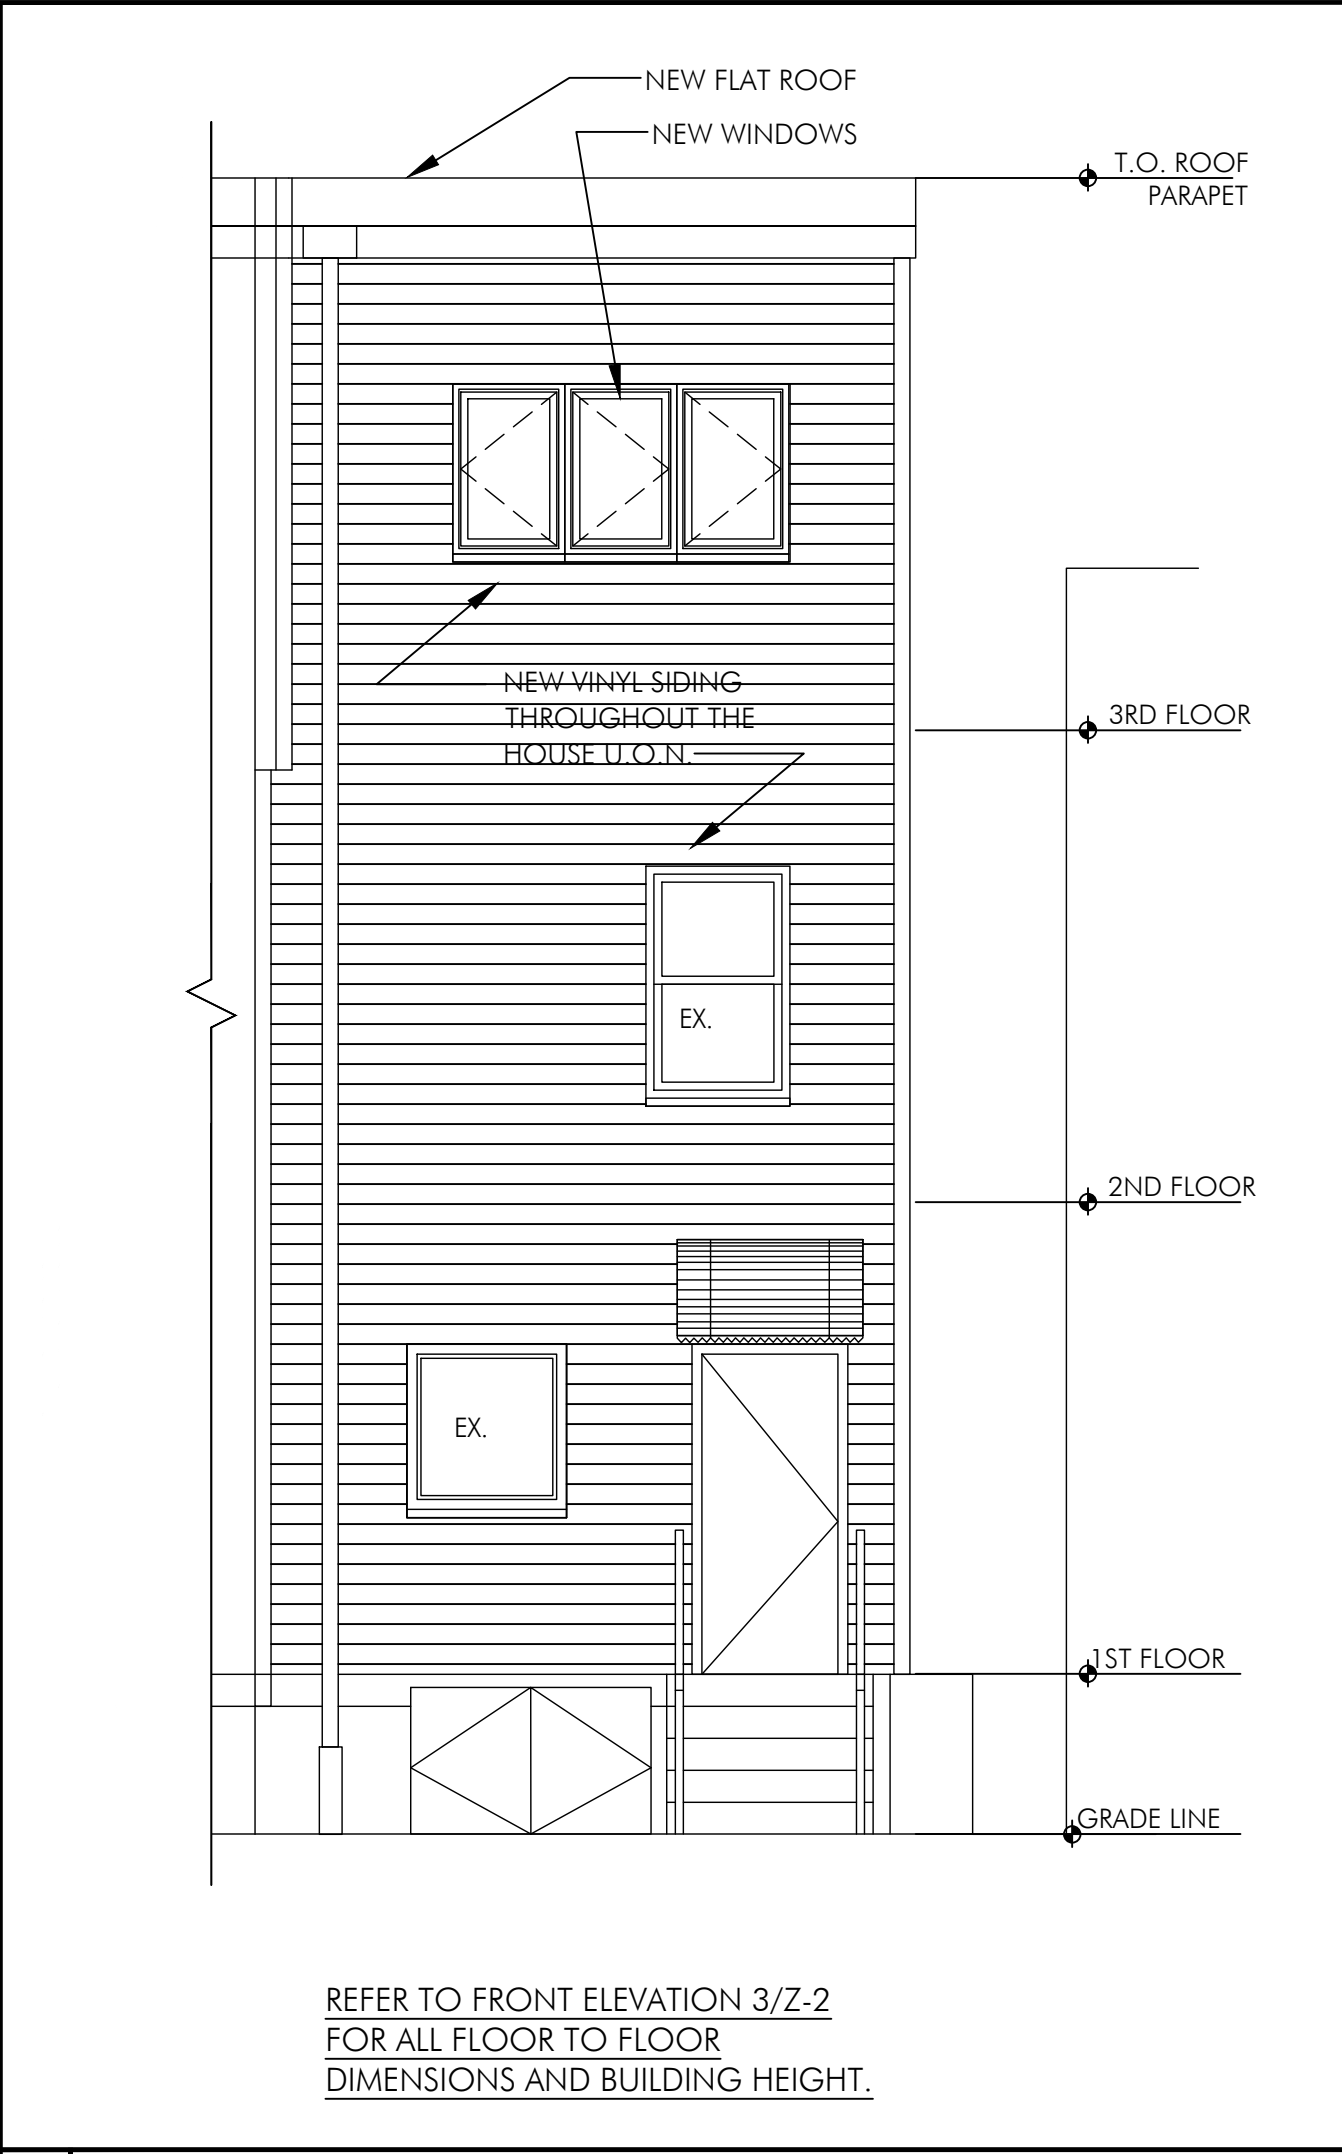 NEW FLAT ROOF
NEW WINDOWS
T.O. ROOF
PARAPET
NEW VINYL SIDING
THROUGHOUT THE
HOUSE U.O.N.
3RD FLOOR
EX.
2ND FLOOR
EX.
1ST FLOOR
GRADE LINE
REFER TO FRONT ELEVATION 3/Z-2
FOR ALL FLOOR TO FLOOR
DIMENSIONS AND BUILDING HEIGHT.